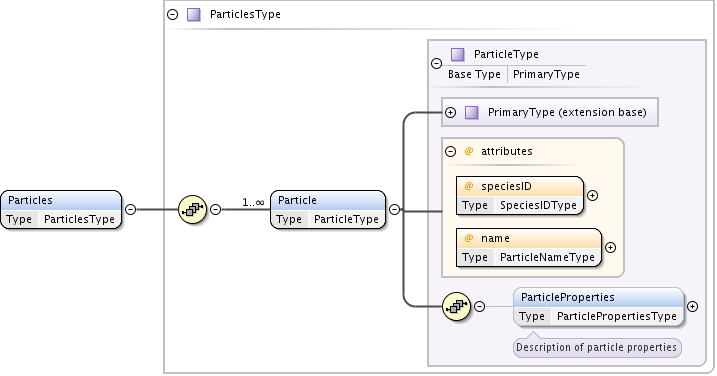 ParticlesType
ParticleType
Base Type PrimaryType
PrimaryType (extension base)
@ attributes
@ speciesID
Type SpeciesIDType
@ name
Type ParticleNameType
Particles
Type ParticlesType
1..∞
Particle
Type ParticleType
ParticleProperties
Type ParticlePropertiesType
Description of particle properties